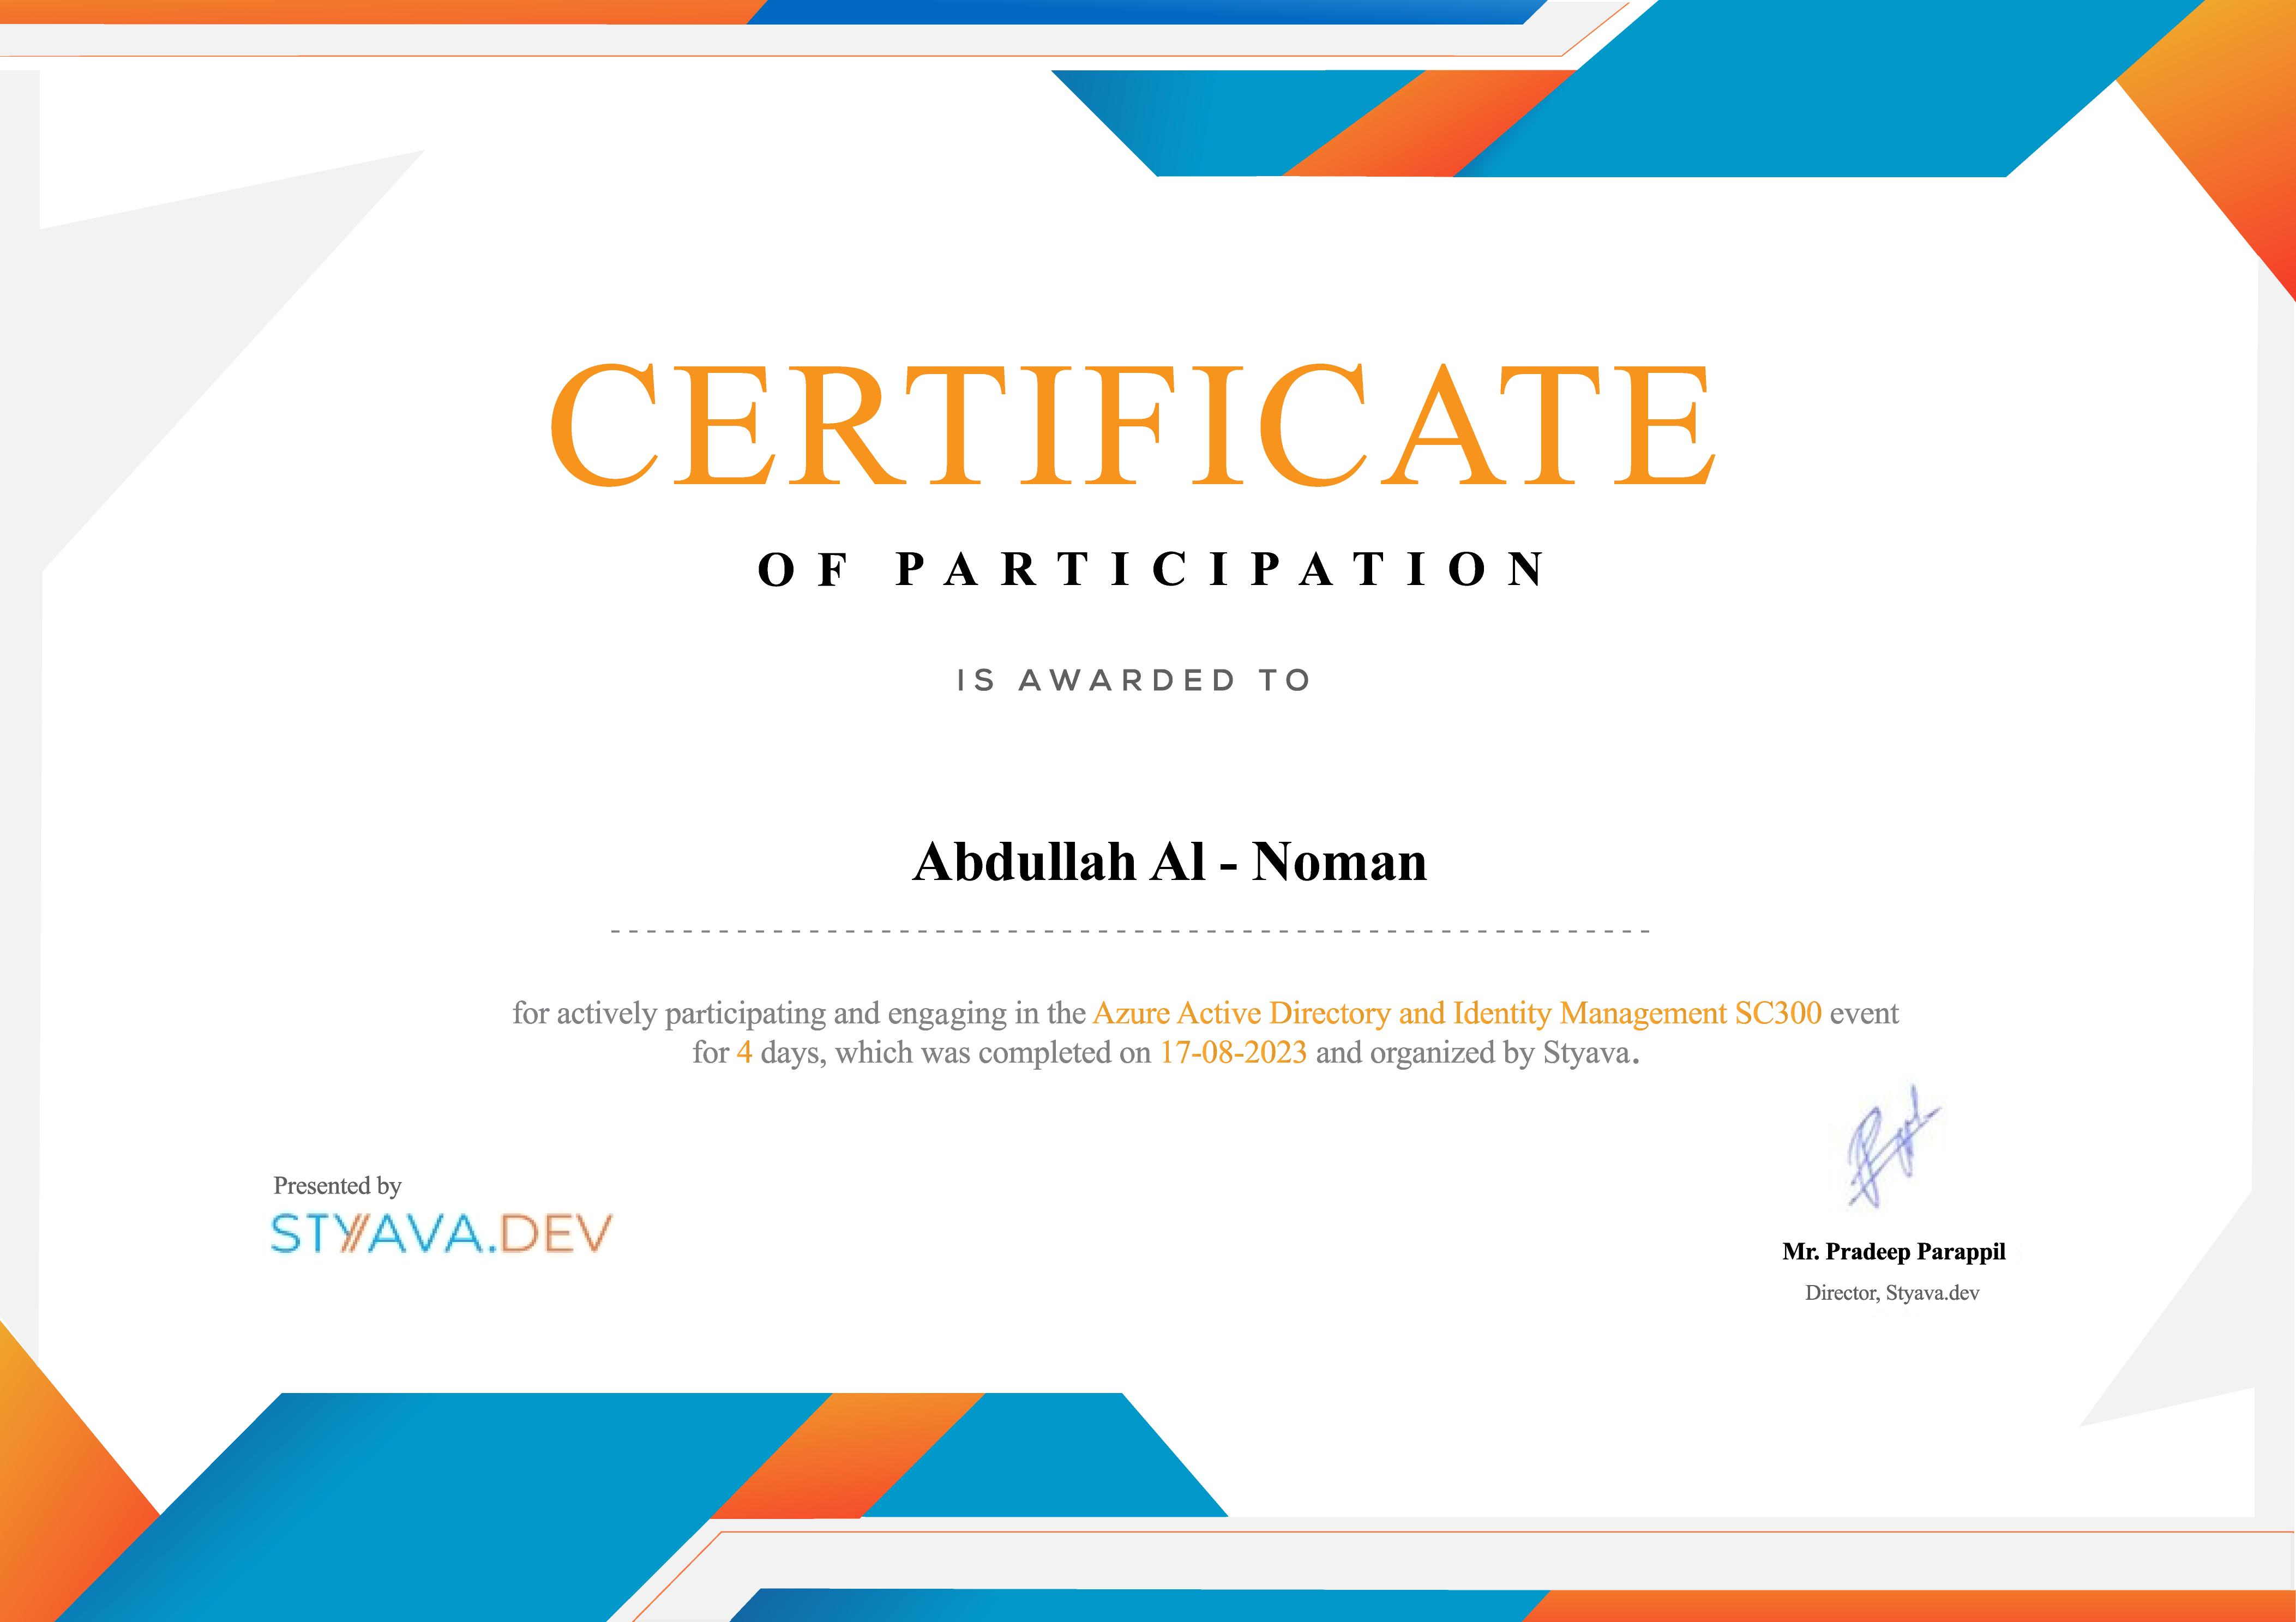 CERTIFICATE
OF PARTICIPATION
IS AWARDED TO
Abdullah Al - Noman
for actively participating and engaging in the Azure Active Directory and Identity Management SC300 event
for 4 days, which was completed on 17-08-2023 and organized by Styava.
Presented by
STYAVA.DEV
Mr. Pradeep Parappil
Director, Styava.dev